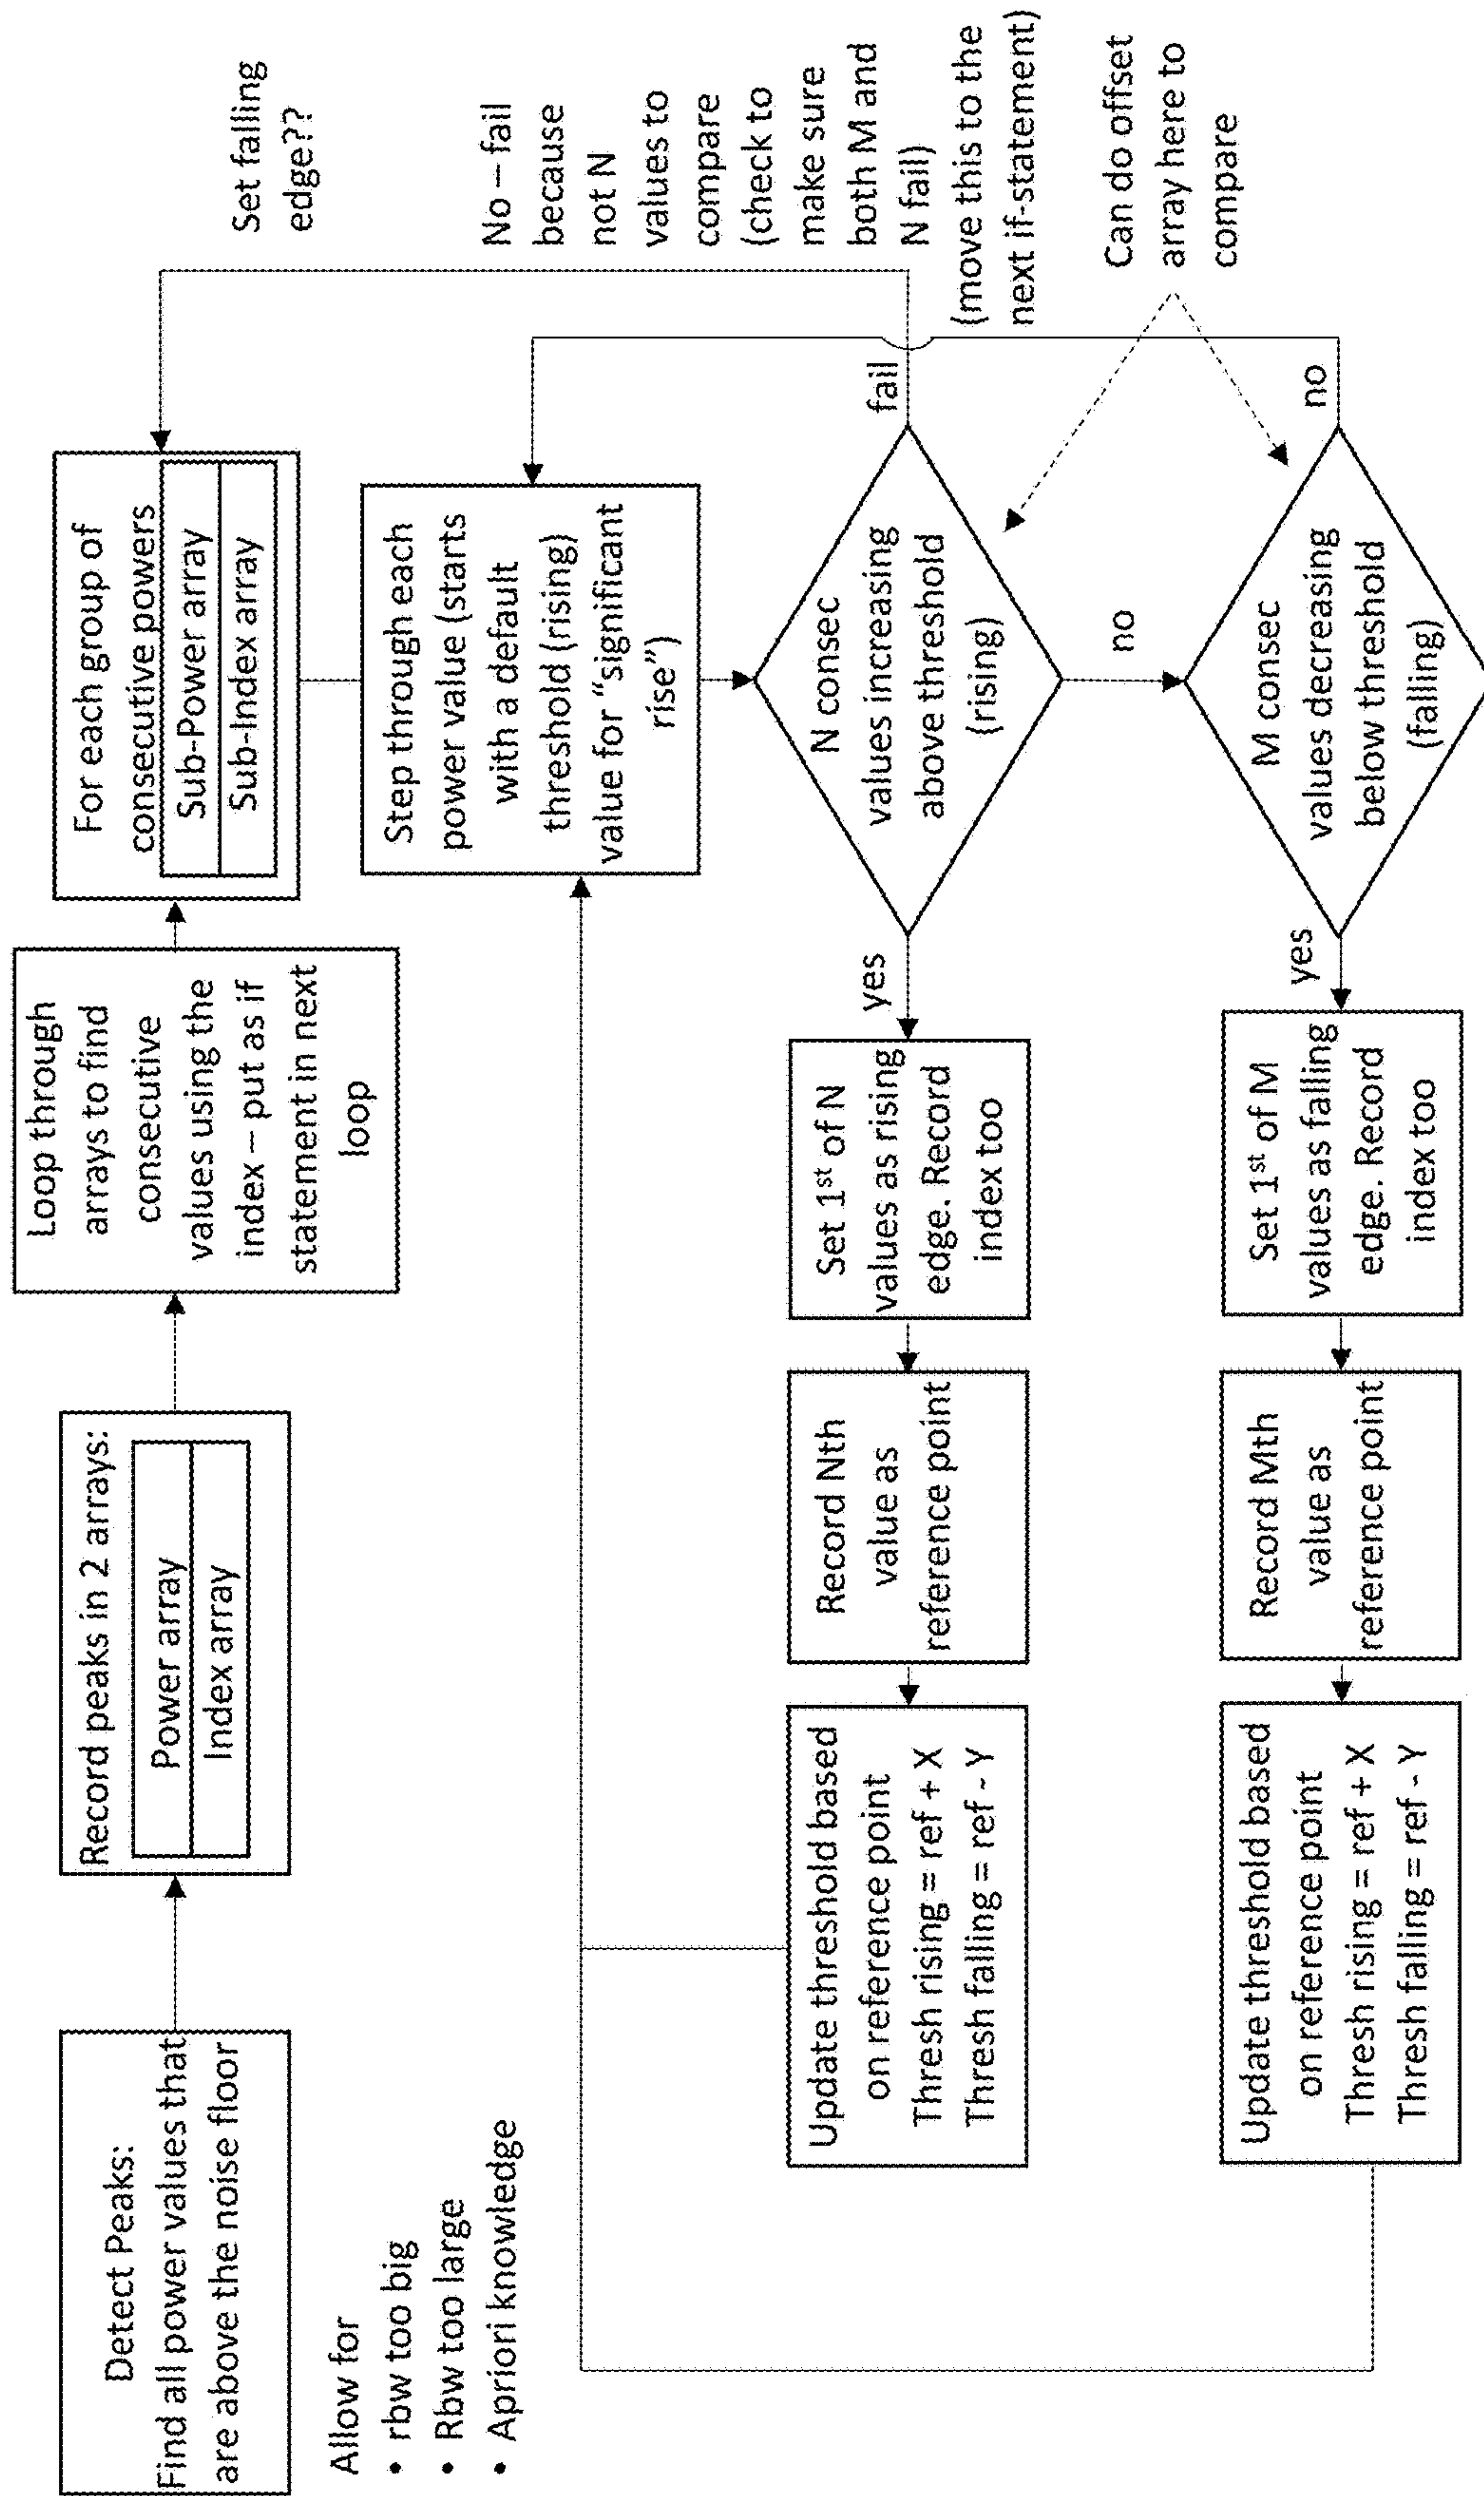 Detect Peaks:
Find all power values that
are above the noise floor
Record peaks in 2 arrays:
Power array
Index array
Loop through
arrays to find
consecutive
values using the
index – put as if
statement in next
loop
For each group of
consecutive powers
Sub-Power array
Sub-Index array
Set falling
edge??
Allow for
• rbw too big
• Rbw too large
• Apriori knowledge
Step through each
power value (starts
with a default
threshold (rising)
value for "significant
rise")
No – fail
because
not N
values to
compare
(check to
make sure
both M and
N fail)
(move this to the
next if-statement)
Can do offset
array here to
compare
N consec
values increasing
above threshold
(rising)
fail
yes
no
Set 1st of N
values as rising
edge. Record
index too
Record Nth
value as
reference point
Update threshold based
on reference point
Thresh rising = ref + X
Thresh falling = ref - Y
M consec
values decreasing
below threshold
(falling)
no
yes
Set 1st of M
values as falling
edge. Record
index too
Record Mth
value as
reference point
Update threshold based
on reference point
Thresh rising = ref + X
Thresh falling = ref - Y